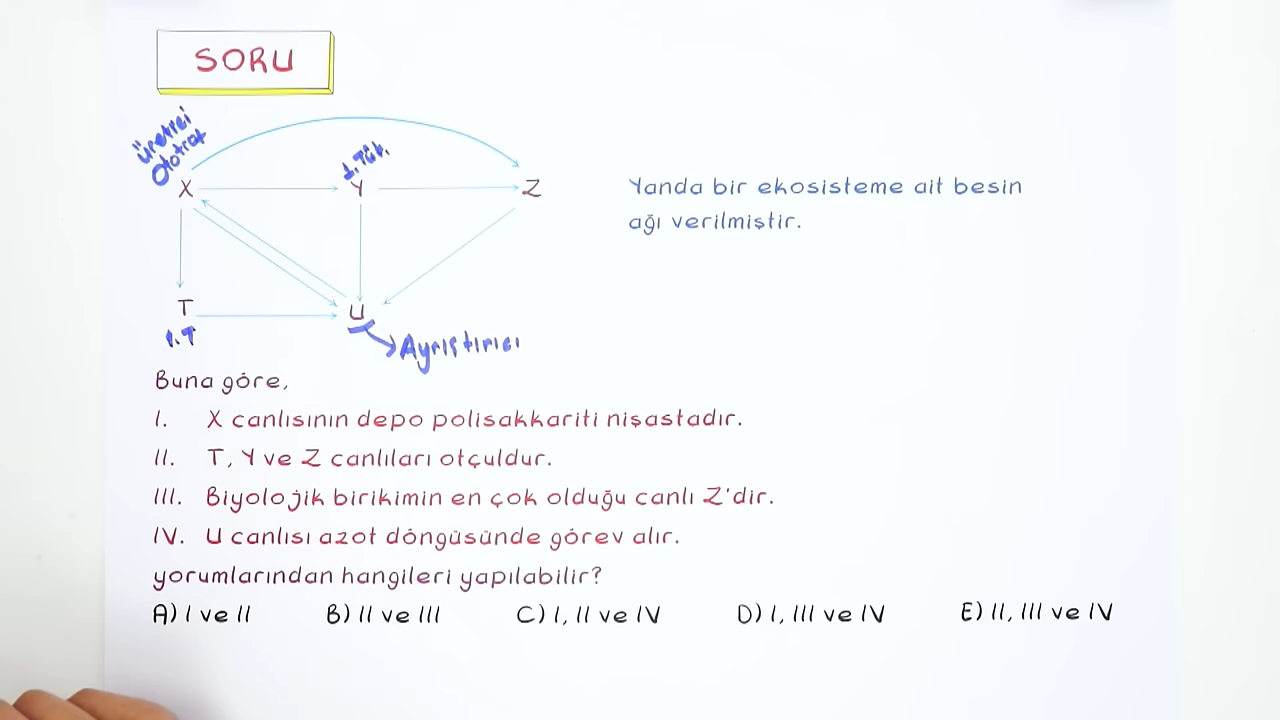 SORU
üretici
Ototrof
1.Tük.
X
Y
Z
Yanda bir ekosisteme ait besin
ağı verilmiştir.
T
U
1.T
Ayrıştırıcı
Buna göre,
I. X canlısının depo polisakkariti nişastadır.
II. T, Y ve Z canlıları otçuldur.
III. Biyolojik birikimin en çok olduğu canlı Z'dir.
IV. U canlısı azot döngüsünde görev alır.
yorumlarından hangileri yapılabilir?
A) I ve II B) II ve III C) I, II ve IV D) I, III ve IV E) II, III ve IV